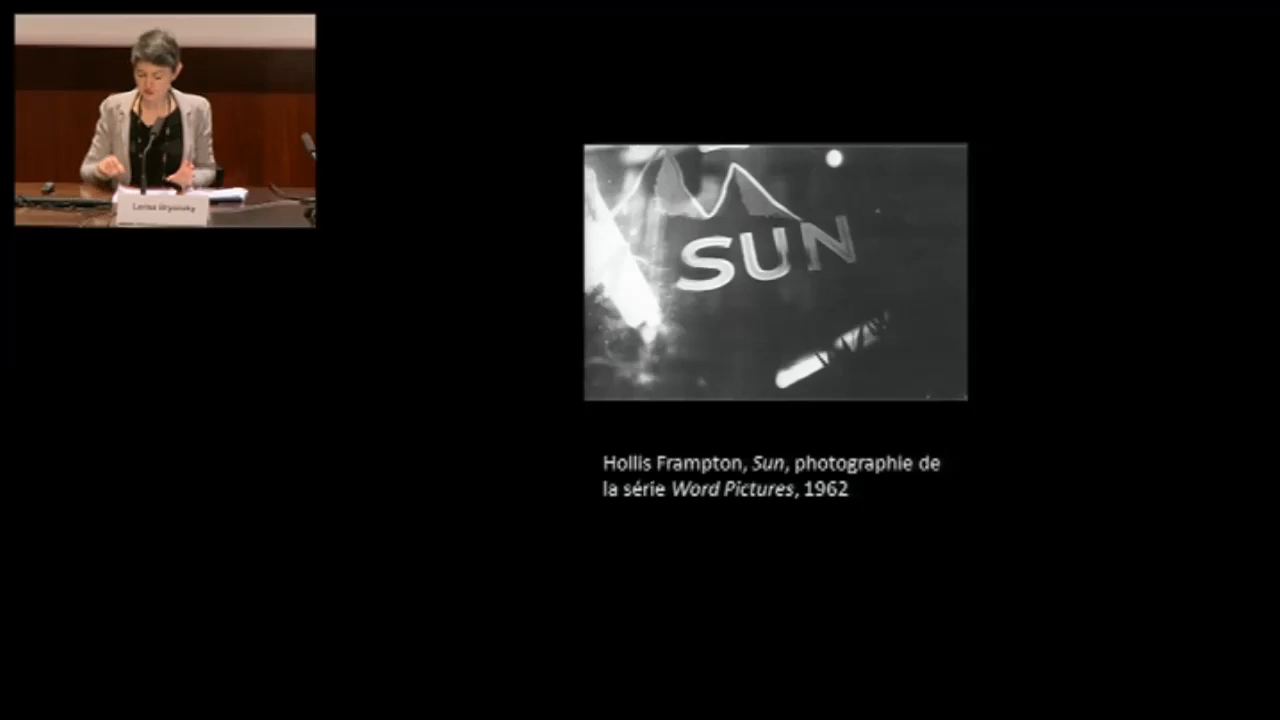 SUN
Hollis Frampton, Sun, photographie de
la série Word Pictures, 1962